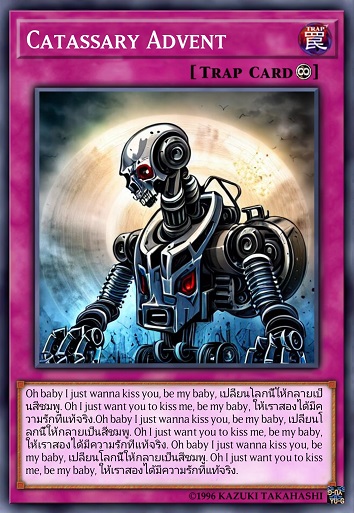 CATASSARY ADVENT
TRAP
罠
[TRAP CARD∞]
Oh baby I just wanna kiss you, be my baby, เปลี่ยนโลกนี้ให้กลายเป็
นสีชมพู. Oh I just want you to kiss me, be my baby, ให้เราสองได้มีค
วามรักที่แท้จริง.Oh baby I just wanna kiss you, be my baby, เปลี่ยนโ
ลกนี้ให้กลายเป็นสีชมพู. Oh I just want you to kiss me, be my baby,
ให้เราสองได้มีความรักที่แท้จริง. Oh baby I just wanna kiss you, be my
baby, เปลี่ยนโลกนี้ให้กลายเป็นสีชมพู. Oh I just want you to kiss
me, be my baby, ให้เราสองได้มีความรักที่แท้จริง.
©1996 KAZUKI TAKAHASHI